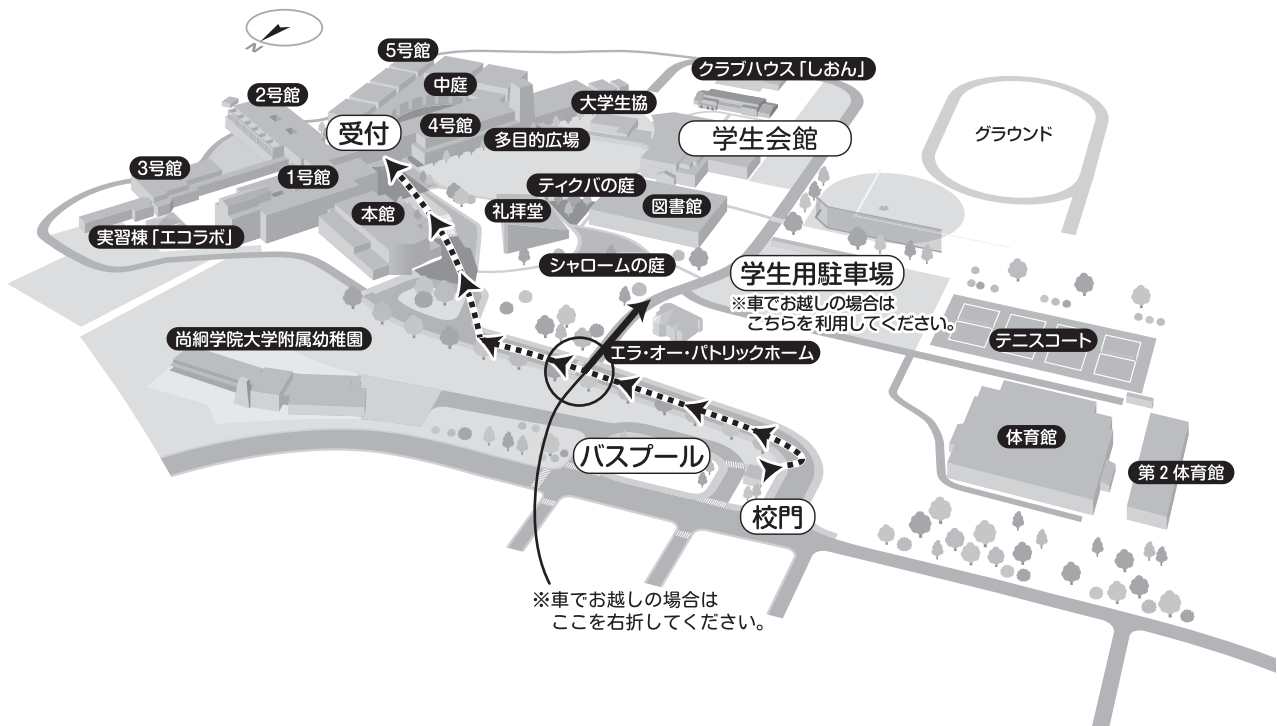 N
5号館
中庭
クラブハウス「しおん」
2号館
大学生協
受付
4号館
多目的広場
学生会館
グラウンド
3号館
1号館
ティクバの庭
本館
礼拝堂
図書館
実習棟「エコラボ」
シャロームの庭
学生用駐車場
※車でお越しの場合は
こちらを利用してください。
尚絅学院大学附属幼稚園
エラ・オー・パトリックホーム
テニスコート
体育館
バスプール
第2体育館
校門
※車でお越しの場合は
ここを右折してください。